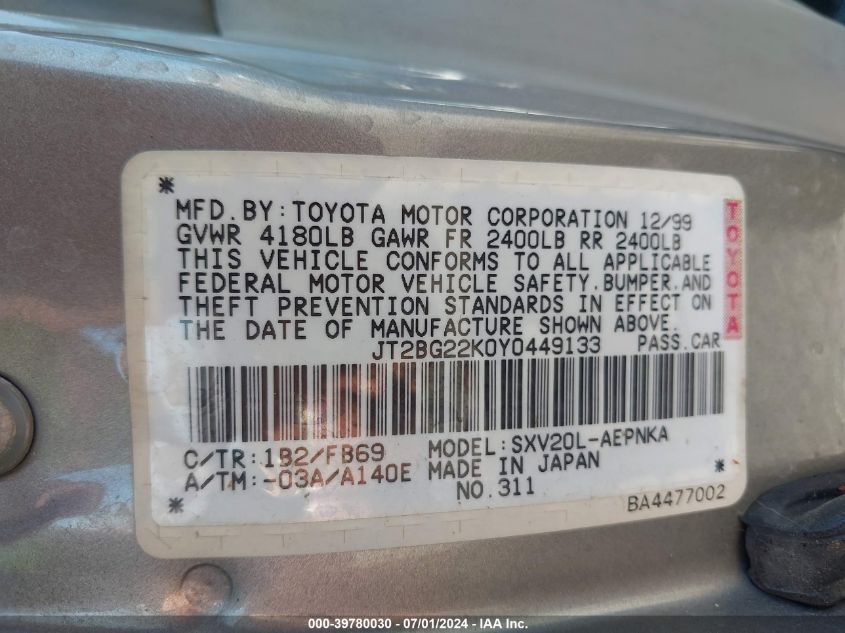 MFD.BY:TOYOTA MOTOR CORPORATION 12/99
GVWR 4180LB GAWR FR 2400LB RR 2400LB
THIS VEHICLE CONFORMS TO ALL APPLICABLE
FEDERAL MOTOR VEHICLE SAFETY,BUMPER,AND
THEFT PREVENTION STANDARDS IN EFFECT ON
THE DATE OF MANUFACTURE SHOWN ABOVE.
JT2BG22K0Y0449133 PASS.CAR
TOYOTA
C/TR:1B2/FB69 MODEL:SXV20L-AEPNKA
A/TM:-03A/A140E MADE IN JAPAN
NO.311
BA4477002
000-39780030 - 07/01/2024 - IAA Inc.